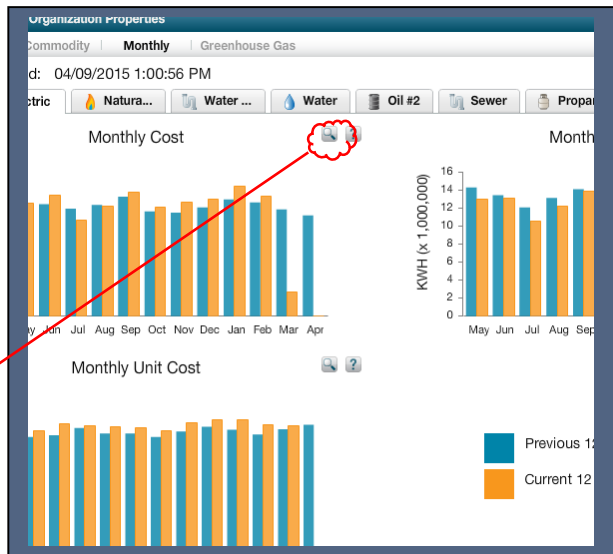 Organization Properties
Commodity Monthly Greenhouse Gas
d: 04/09/2015 1:00:56 PM
ctric Natura... Water ... Water Oil #2 Sewer Propar
Monthly Cost ?
Month
KWH (x 1,000,000)
16
14
12
10
8
6
4
2
0
ay Jun Jul Aug Sep Oct Nov Dec Jan Feb Mar Apr
May Jun Jul Aug Sep
Monthly Unit Cost ?
Previous 12
Current 12